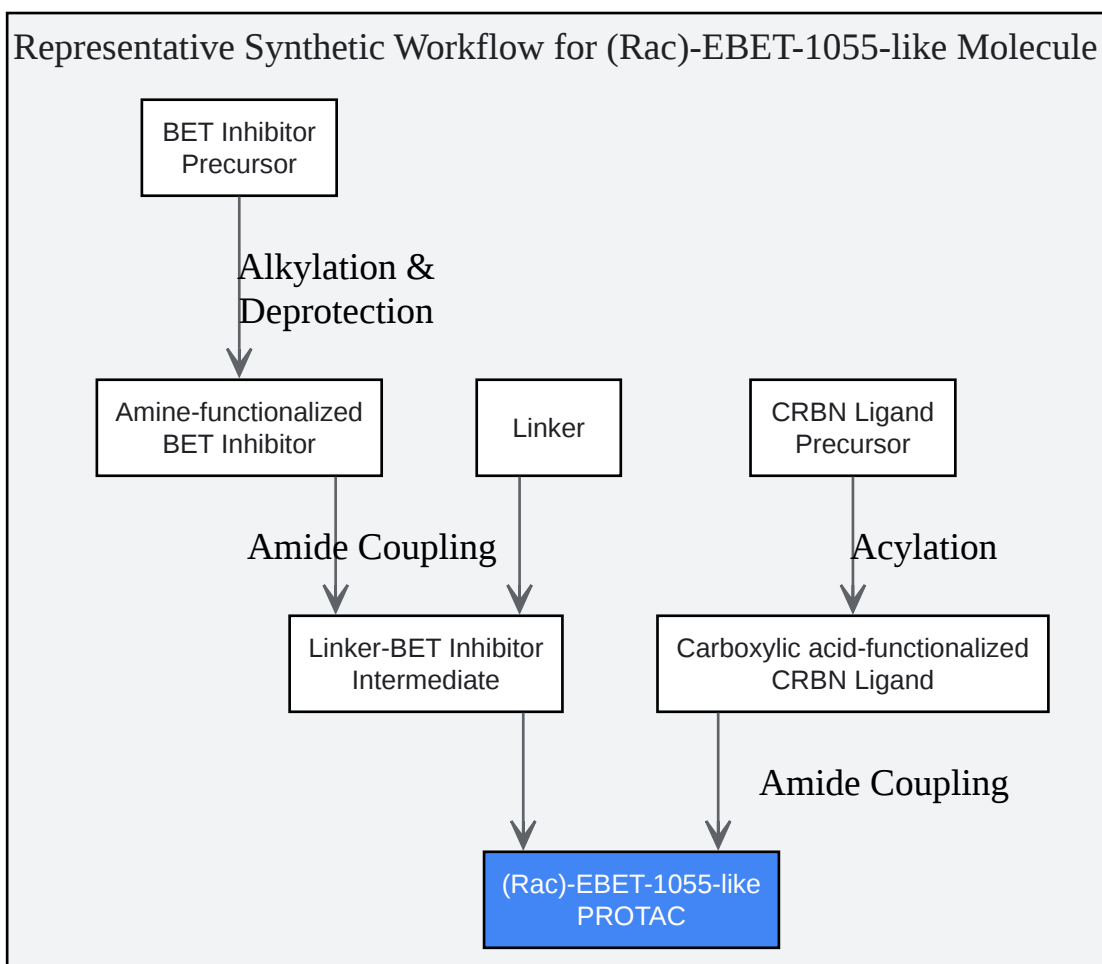 Representative Synthetic Workflow for (Rac)-EBET-1055-like Molecule
BET Inhibitor
Precursor
Alkylation &
Deprotection
Amine-functionalized
BET Inhibitor
Linker
CRBN Ligand
Precursor
Amide Coupling
Acylation
Linker-BET Inhibitor
Intermediate
Carboxylic acid-functionalized
CRBN Ligand
Amide Coupling
(Rac)-EBET-1055-like
PROTAC